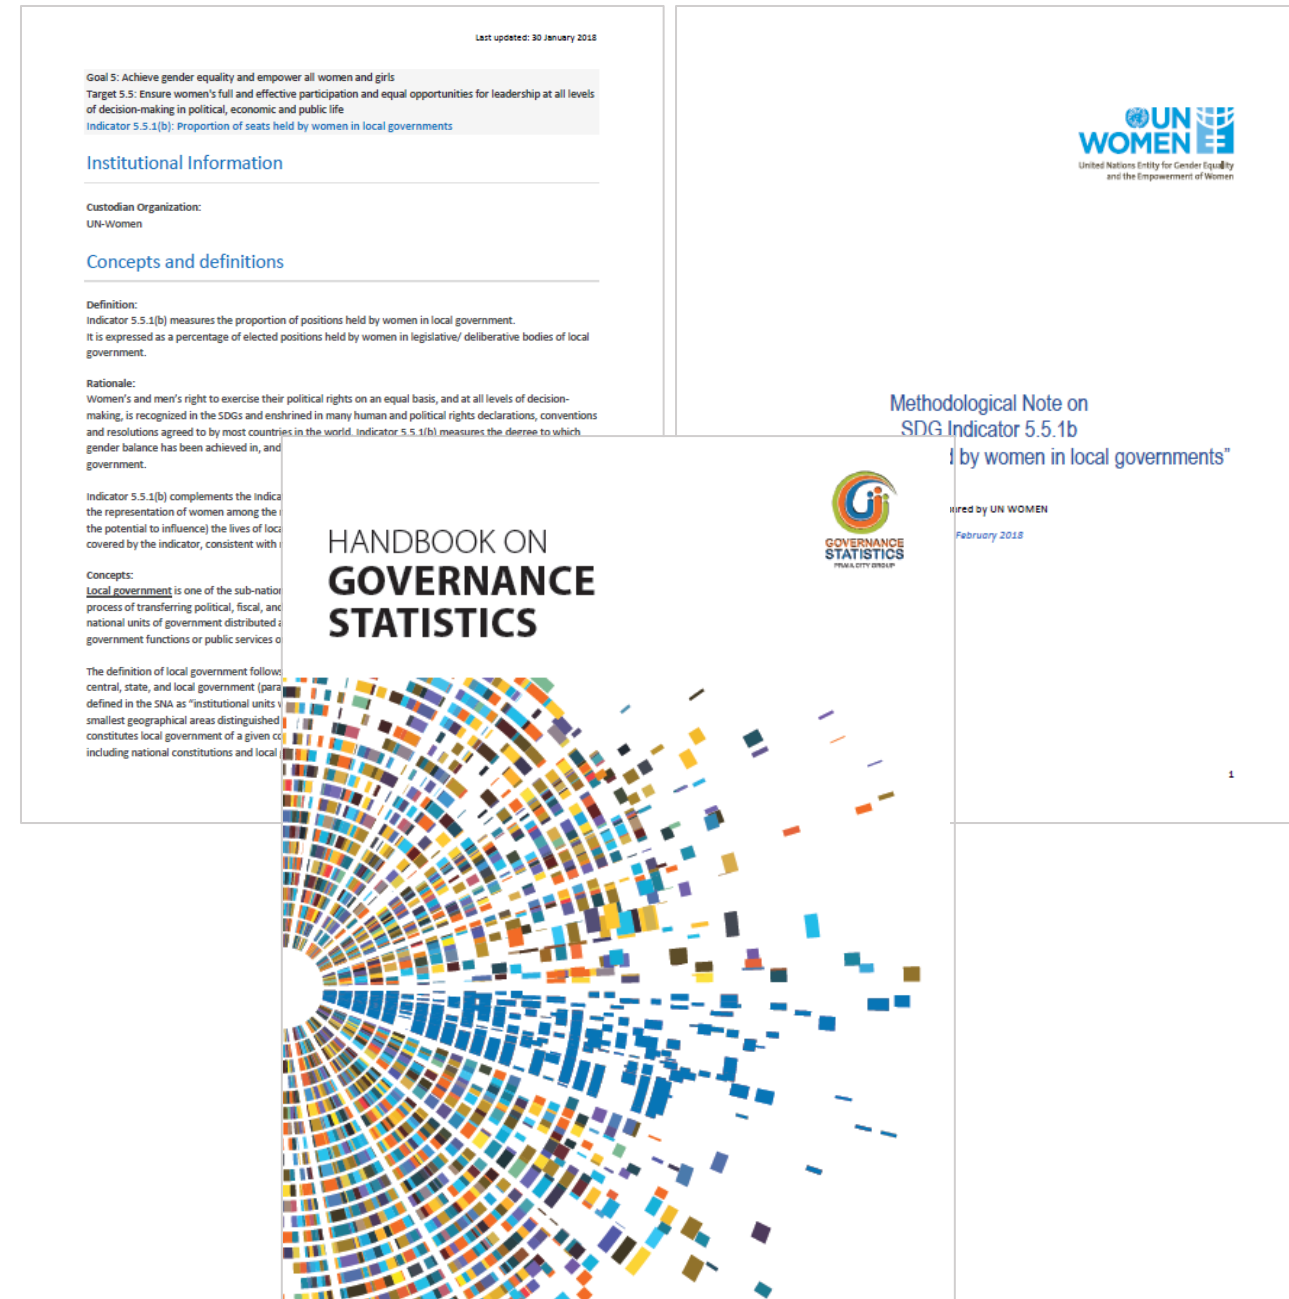 Last updated: 30 January 2018
Goal 5: Achieve gender equality and empower all women and girls
Target 5.5: Ensure women's full and effective participation and equal opportunities for leadership at all levels
of decision-making in political, economic and public life
Indicator 5.5.1(b): Proportion of seats held by women in local governments
Institutional Information
Custodian Organization:
UN-Women
Concepts and definitions
Definition:
Indicator 5.5.1(b) measures the proportion of positions held by women in local government.
It is expressed as a percentage of elected positions held by women in legislative/ deliberative bodies of local
government.
Rationale:
Women's and men's right to exercise their political rights on an equal basis, and at all levels of decision-
making, is recognized in the SDGs and enshrined in many human and political rights declarations, conventions
and resolutions agreed to by most countries in the world. Indicator 5.5.1(b) measures the degree to which
gender balance has been achieved in, and
government.
Indicator 5.5.1(b) complements the Indica
the representation of women among the
the potential to influence) the lives of loca
covered by the indicator, consistent with
Concepts:
Local government is one of the sub-nation
process of transferring political, fiscal, and
national units of government distributed a
government functions or public services o
The definition of local government follows
central, state, and local government (para
defined in the SNA as "institutional units
smallest geographical areas distinguished
constitutes local government of a given co
including national constitutions and local
UN
WOMEN
United Nations Entity for Gender Equality
and the Empowerment of Women
Methodological Note on
SDG Indicator 5.5.1b
by women in local governments"
by UN WOMEN
February 2018
1
HANDBOOK ON
GOVERNANCE
STATISTICS
GOVERNANCE
STATISTICS
PRAIA CITY GROUP